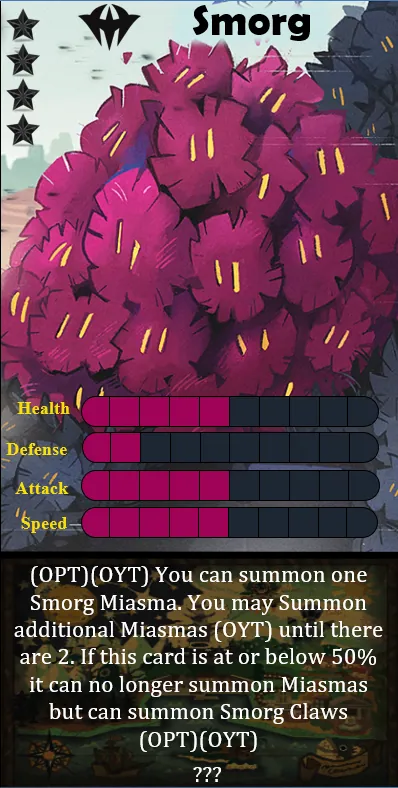 Smorg
Health
Defense
Attack
Speed
(OPT)(OYT) You can summon one
Smorg Miasma. You may Summon
additional Miasmas (OYT) until there
are 2. If this card is at or below 50%
it can no longer summon Miasmas
but can summon Smorg Claws
(OPT)(OYT)
???